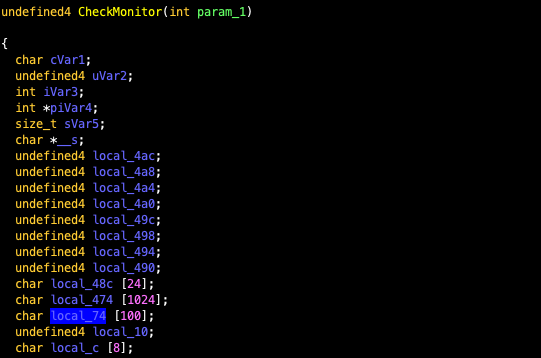 undefined4 CheckMonitor(int param_1)
{
char cVar1;
undefined4 uVar2;
int iVar3;
int *piVar4;
size_t sVar5;
char *__s;
undefined4 local_4ac;
undefined4 local_4a8;
undefined4 local_4a4;
undefined4 local_4a0;
undefined4 local_49c;
undefined4 local_498;
undefined4 local_494;
undefined4 local_490;
char local_48c [24];
char local_474 [1024];
char local_74 [100];
undefined4 local_10;
char local_c [8];